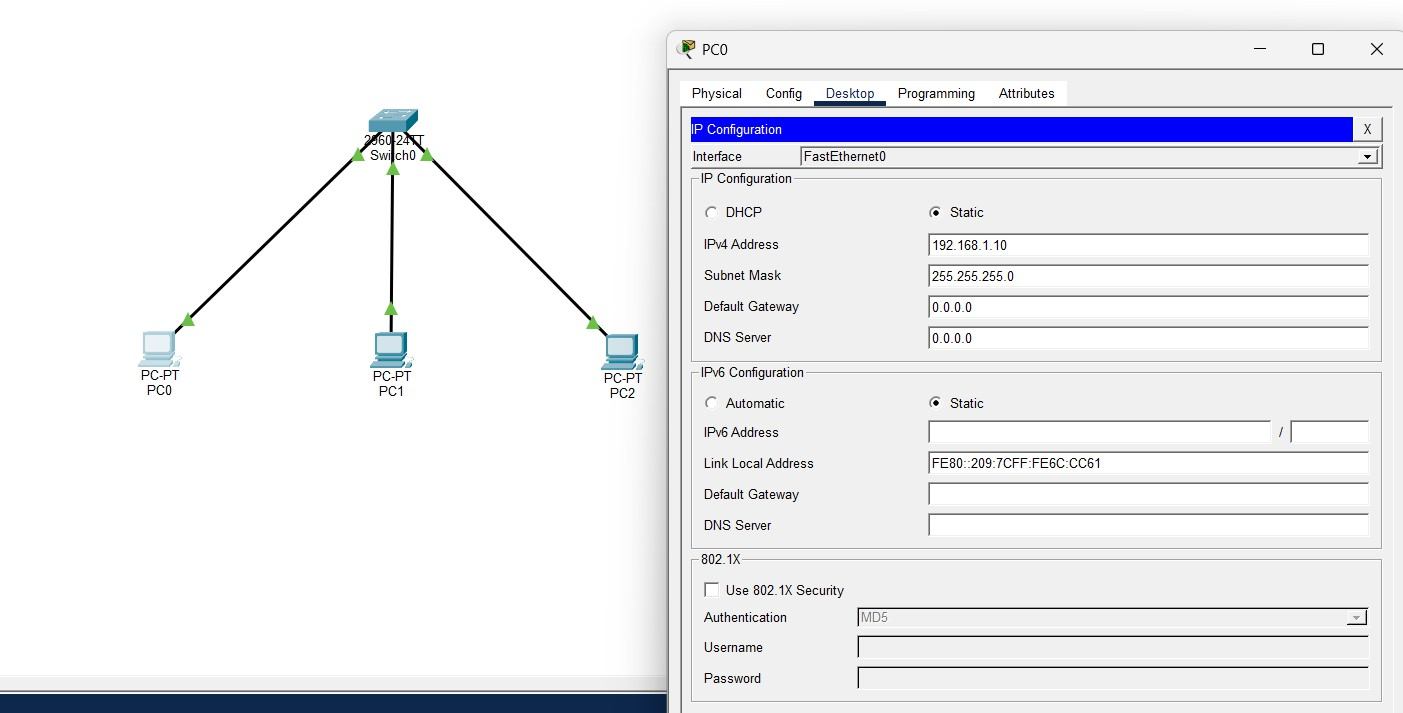 2960-24TT
Switch0
PC-PT
PC0
PC-PT
PC1
PC-PT
PC2
PC0
Physical Config Desktop Programming Attributes
IP Configuration X
Interface FastEthernet0
IP Configuration
DHCP Static
IPv4 Address 192.168.1.10
Subnet Mask 255.255.255.0
Default Gateway 0.0.0.0
DNS Server 0.0.0.0
IPv6 Configuration
Automatic Static
IPv6 Address /
Link Local Address FE80::209:7CFF:FE6C:CC61
Default Gateway
DNS Server
802.1X
Use 802.1X Security
Authentication MD5
Username
Password